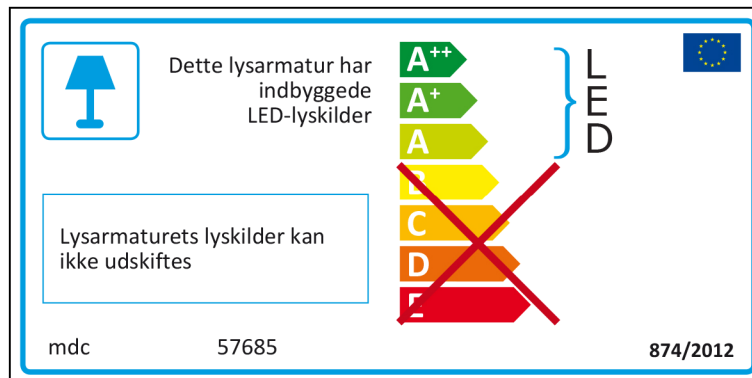 Dette lysarmatur har
indbyggede
LED-lyskilder
A++
A+
A
B
C
D
E
L
E
D
Lysarmaturets lyskilder kan
ikke udskiftes
mdc 57685
874/2012